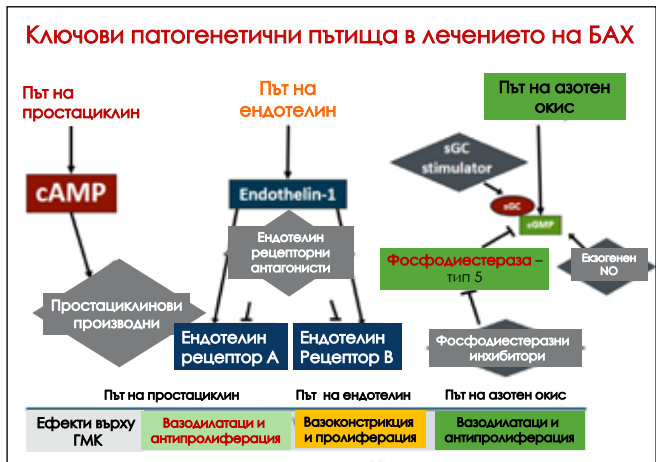 Ключови патогенетични пътища в лечението на БАХ
Път на
простациклин
Път на
ендотелин
Път на азотен
окис
cAMP
Endothelin-1
sGC
stimulator
sGC
cGMP
Ендотелин
рецепторни
антагонисти
Фосфодиестераза –
тип 5
Екзогенен
NO
Простациклинови
производни
Ендотелин
рецептор А
Ендотелин
Рецептор В
Фосфодиестеразни
инхибитори
Път на простациклин
Път на ендотелин
Път на азотен окис
Ефекти върху
ГМК
Вазодилатаци и
антипролиферация
Вазоконстрикция
и пролиферация
Вазодилатаци и
антипролиферация